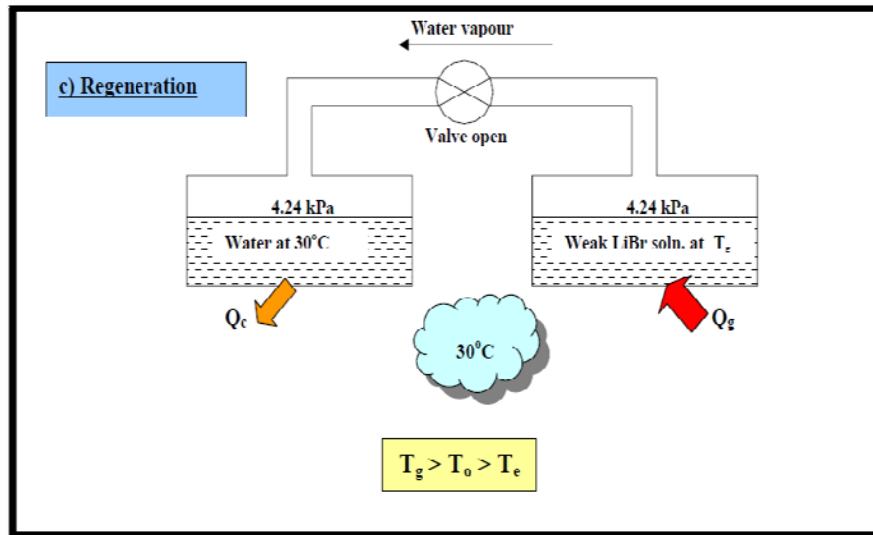 Water vapour
c) Regeneration
Valve open
4.24 kPa
4.24 kPa
Water at 30°C
Weak LiBr soln. at Tg
Qc
Qg
30°C
Tg > To > Te